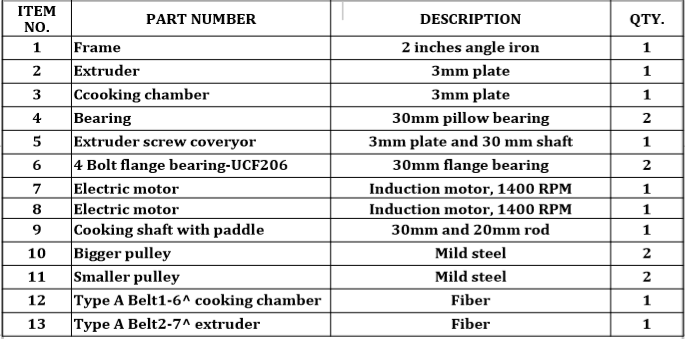 ITEM NO. PART NUMBER DESCRIPTION QTY.
1 Frame 2 inches angle iron 1
2 Extruder 3mm plate 1
3 Ccooking chamber 3mm plate 1
4 Bearing 30mm pillow bearing 2
5 Extruder screw coveryor 3mm plate and 30 mm shaft 1
6 4 Bolt flange bearing-UCF206 30mm flange bearing 2
7 Electric motor Induction motor, 1400 RPM 1
8 Electric motor Induction motor, 1400 RPM 1
9 Cooking shaft with paddle 30mm and 20mm rod 1
10 Bigger pulley Mild steel 2
11 Smaller pulley Mild steel 2
12 Type A Belt1-6^ cooking chamber Fiber 1
13 Type A Belt2-7^ extruder Fiber 1